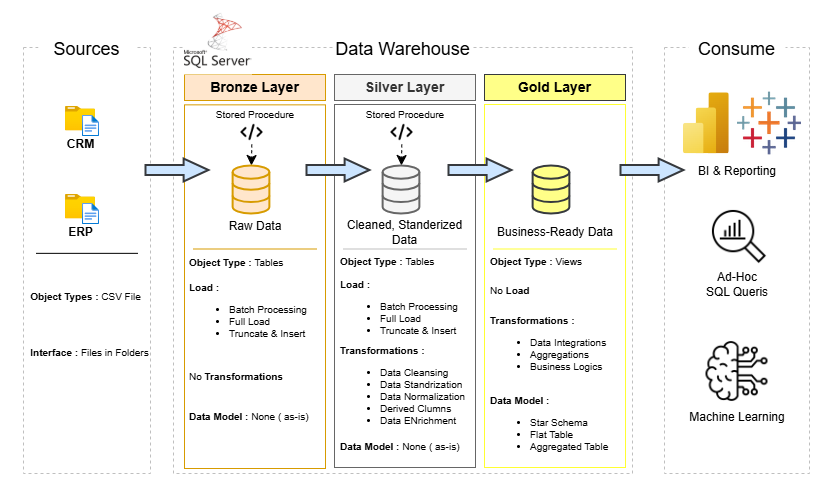 Sources
CRM
ERP
Object Types : CSV File
Interface : Files in Folders
Microsoft
SQL Server
Data Warehouse
Bronze Layer
Stored Procedure
</>
Raw Data
Object Type : Tables
Load :
Batch Processing
Full Load
Truncate & Insert
No Transformations
Data Model : None ( as-is)
Silver Layer
Stored Procedure
</>
Cleaned, Standerized
Data
Object Type : Tables
Load :
Batch Processing
Full Load
Truncate & Insert
Transformations :
Data Cleansing
Data Standrization
Data Normalization
Derived Clumns
Data ENrichment
Data Model : None ( as-is)
Gold Layer
Business-Ready Data
Object Type : Views
No Load
Transformations :
Data Integrations
Aggregations
Business Logics
Data Model :
Star Schema
Flat Table
Aggregated Table
Consume
BI & Reporting
Ad-Hoc
SQL Queris
Machine Learning